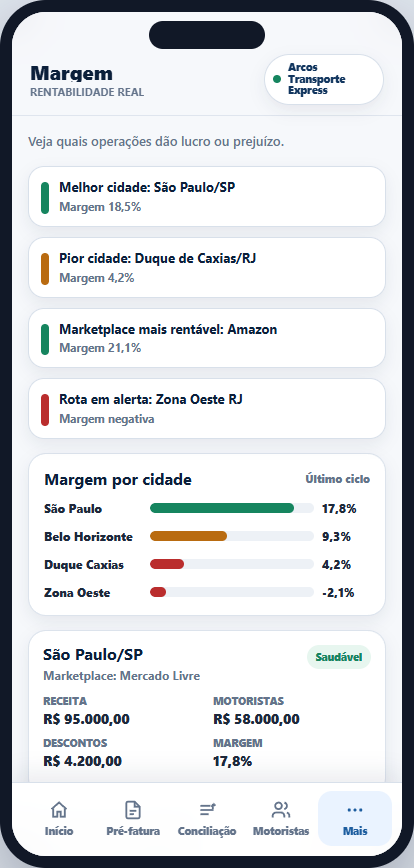 Margem
RENTABILIDADE REAL
Arcos
Transporte
Express
Veja quais operações dão lucro ou prejuízo.
Melhor cidade: São Paulo/SP
Margem 18,5%
Pior cidade: Duque de Caxias/RJ
Margem 4,2%
Marketplace mais rentável: Amazon
Margem 21,1%
Rota em alerta: Zona Oeste RJ
Margem negativa
Margem por cidade
Último ciclo
São Paulo 17,8%
Belo Horizonte 9,3%
Duque Caxias 4,2%
Zona Oeste -2,1%
São Paulo/SP
Saudável
Marketplace: Mercado Livre
RECEITA MOTORISTAS
R$ 95.000,00 R$ 58.000,00
DESCONTOS MARGEM
R$ 4.200,00 17,8%
Início Pré-fatura Conciliação Motoristas Mais